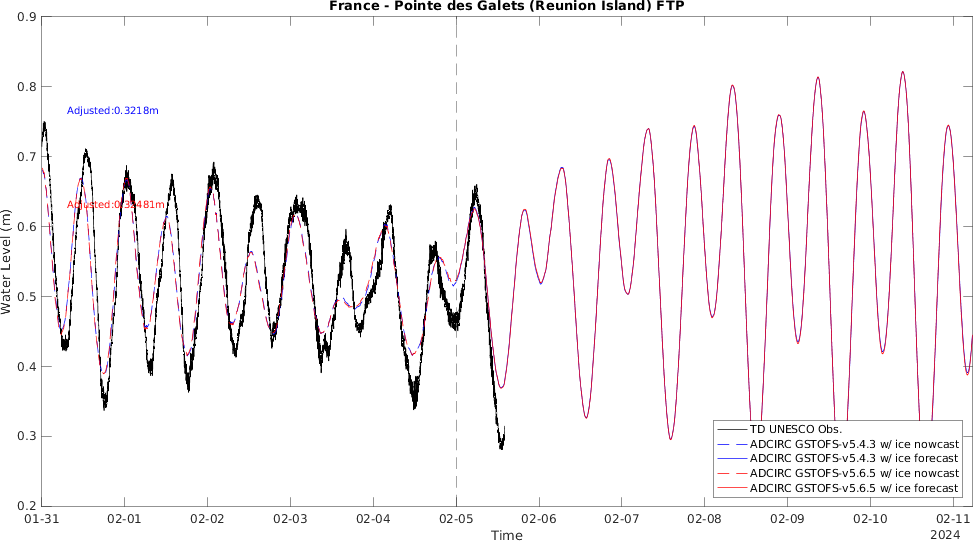 France - Pointe des Galets (Reunion Island) FTP
0.9
0.8
0.7
0.6
0.5
0.4
0.3
0.2
Water Level (m)
Adjusted:0.3218m
TD UNESCO Obs.
ADCIRC GSTOFS-v5.4.3 w/ ice nowcast
ADCIRC GSTOFS-v5.4.3 w/ ice forecast
ADCIRC GSTOFS-v5.6.5 w/ ice nowcast
ADCIRC GSTOFS-v5.6.5 w/ ice forecast
01-31 02-01 02-02 02-03 02-04 02-05 02-06 02-07 02-08 02-09 02-10 02-11
Time
2024